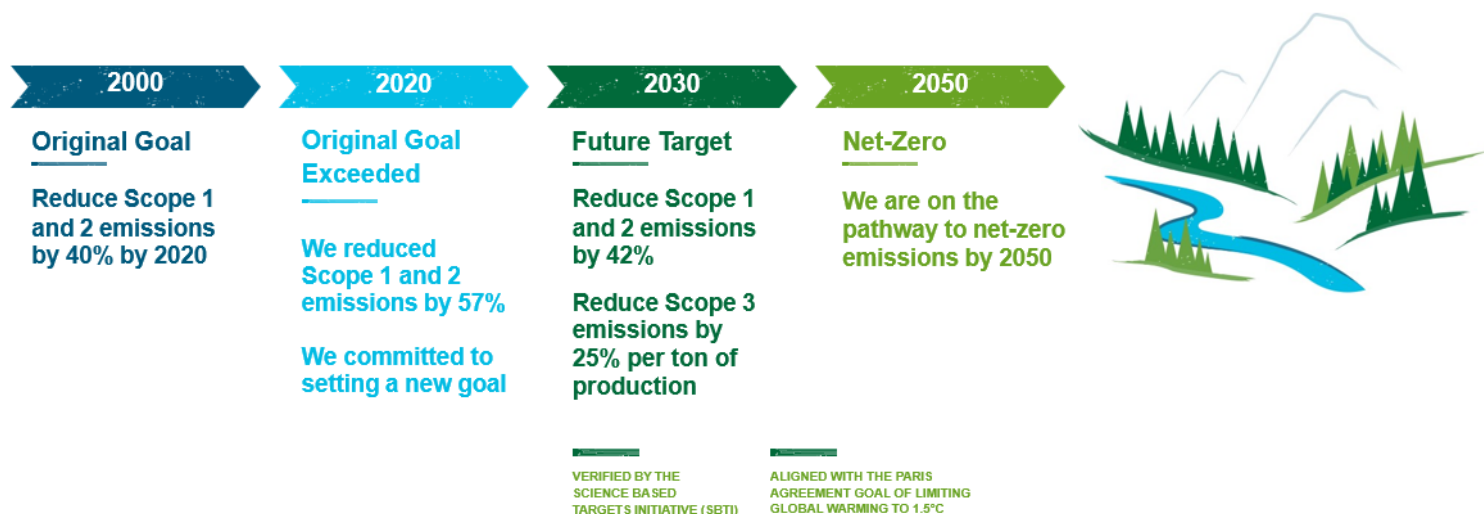 2000
Original Goal
Reduce Scope 1
and 2 emissions
by 40% by 2020
2020
Original Goal
Exceeded
We reduced
Scope 1 and 2
emissions by 57%
We committed to
setting a new goal
2030
Future Target
Reduce Scope 1
and 2 emissions
by 42%
Reduce Scope 3
emissions by
25% per ton of
production
VERIFIED BY THE
SCIENCE BASED
TARGETS INITIATIVE (SBTI)
ALIGNED WITH THE PARIS
AGREEMENT GOAL OF LIMITING
GLOBAL WARMING TO 1.5°C
2050
Net-Zero
We are on the
pathway to net-zero
emissions by 2050